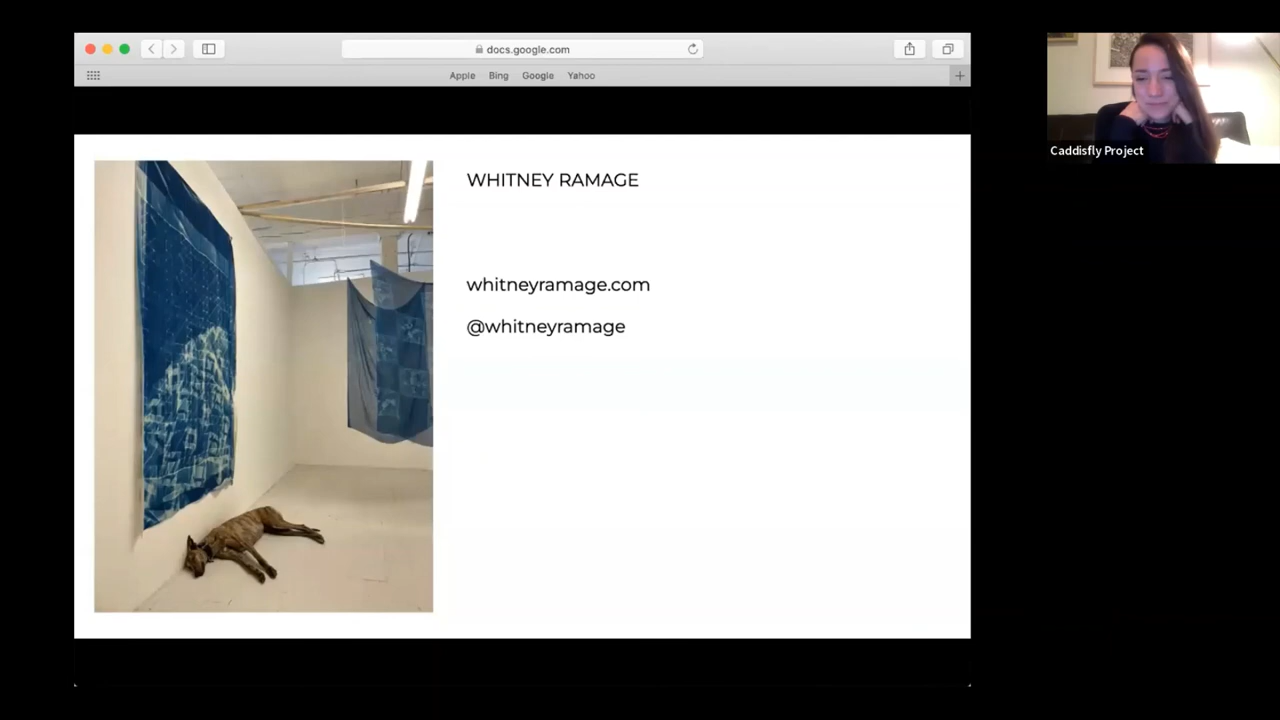 docs.google.com
Apple Bing Google Yahoo
WHITNEY RAMAGE
whitneyramage.com
@whitneyramage
Caddisfly Project